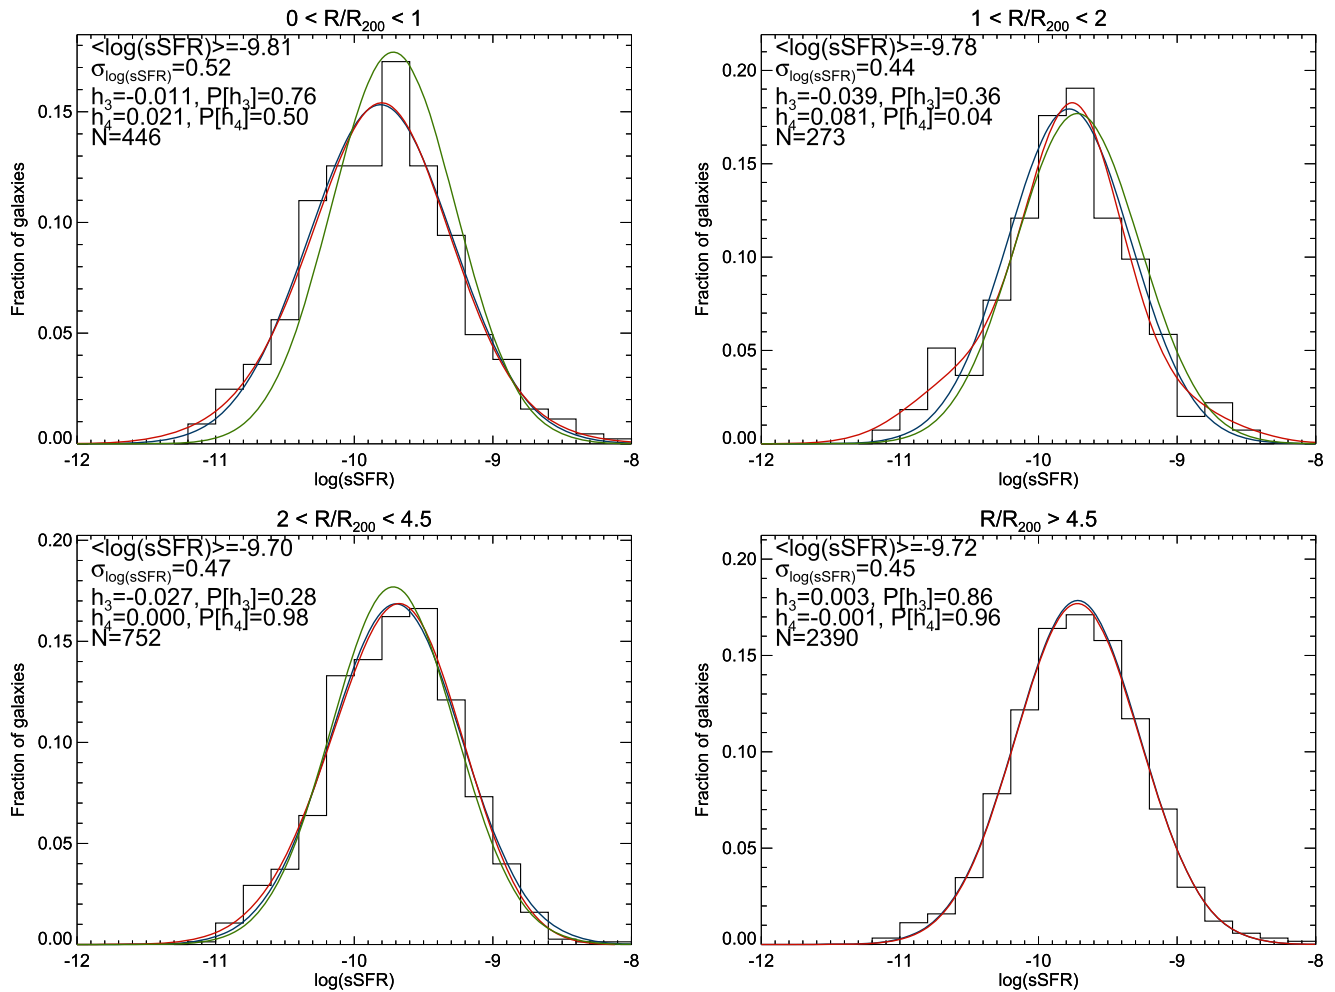 0 < R/R200 < 1
<log(sSFR)>=-9.81
σlog(sSFR)=0.52
h3=-0.011, P[h3]=0.76
h4=0.021, P[h4]=0.50
N=446
Fraction of galaxies
0.15
0.10
0.05
0.00
-12 -11 -10 -9 -8
log(sSFR)
1 < R/R200 < 2
<log(sSFR)>=-9.78
σlog(sSFR)=0.44
h3=-0.039, P[h3]=0.36
h4=0.081, P[h4]=0.04
N=273
Fraction of galaxies
0.20
0.15
0.10
0.05
0.00
-12 -11 -10 -9 -8
log(sSFR)
2 < R/R200 < 4.5
<log(sSFR)>=-9.70
σlog(sSFR)=0.47
h3=-0.027, P[h3]=0.28
h4=0.000, P[h4]=0.98
N=752
Fraction of galaxies
0.20
0.15
0.10
0.05
0.00
-12 -11 -10 -9 -8
log(sSFR)
R/R200 > 4.5
<log(sSFR)>=-9.72
σlog(sSFR)=0.45
h3=0.003, P[h3]=0.86
h4=-0.001, P[h4]=0.96
N=2390
Fraction of galaxies
0.20
0.15
0.10
0.05
0.00
-12 -11 -10 -9 -8
log(sSFR)